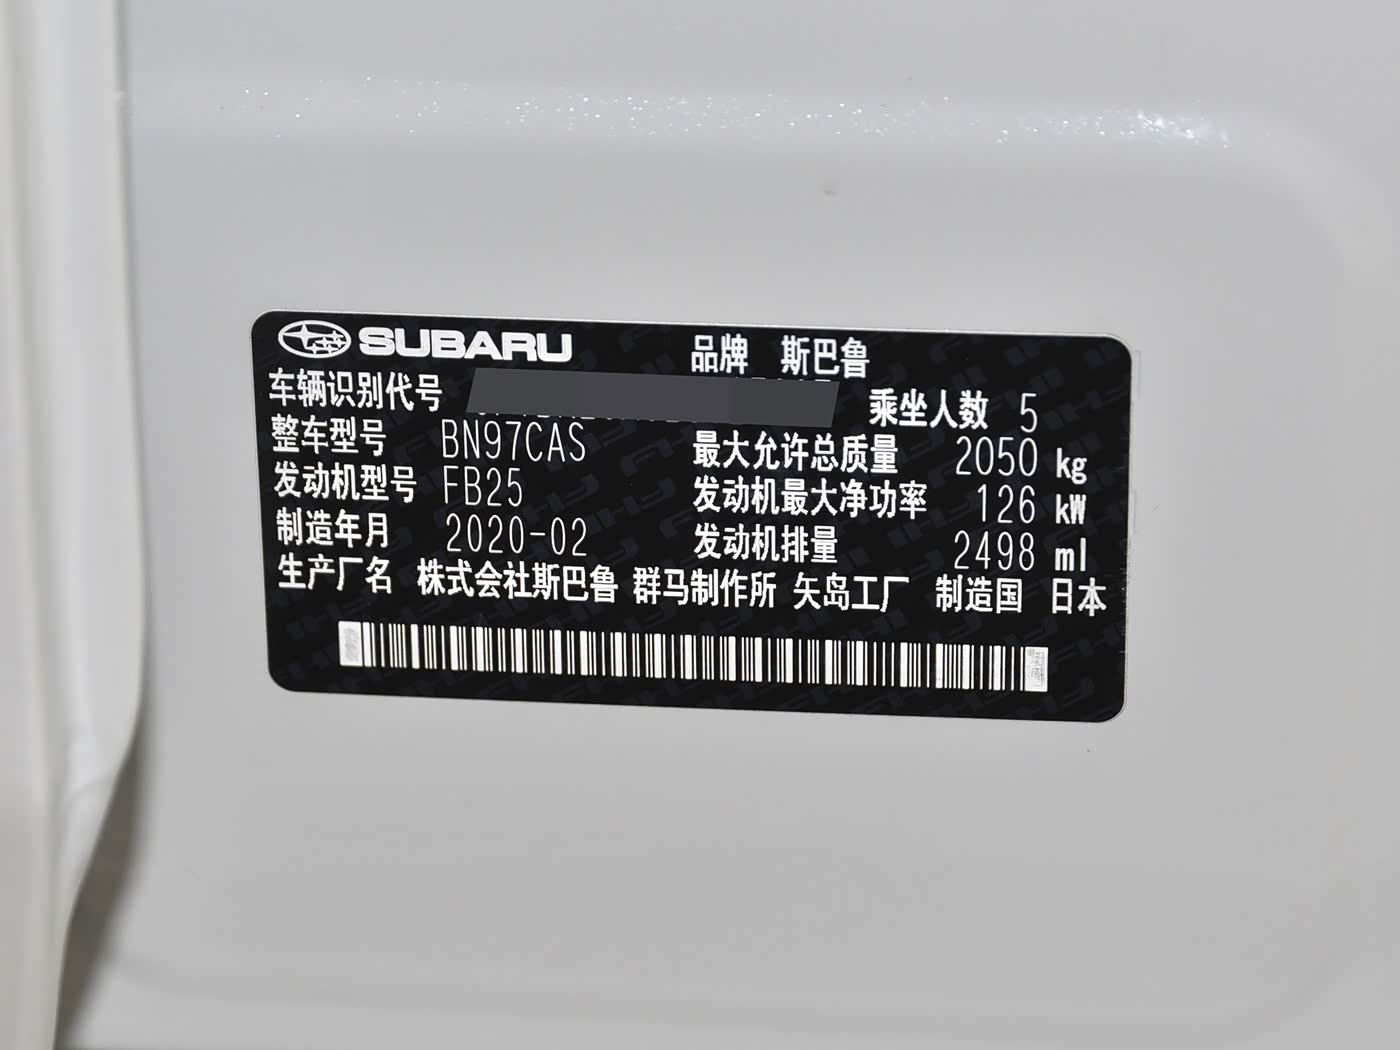 SUBARU 品牌 斯巴鲁
车辆识别代号 乘坐人数 5
整车型号 BN97CAS 最大允许总质量 2050 kg
发动机型号 FB25 发动机最大净功率 126 kW
制造年月 2020-02 发动机排量 2498 ml
生产厂名 株式会社斯巴鲁 群马制作所 矢岛工厂 制造国 日本